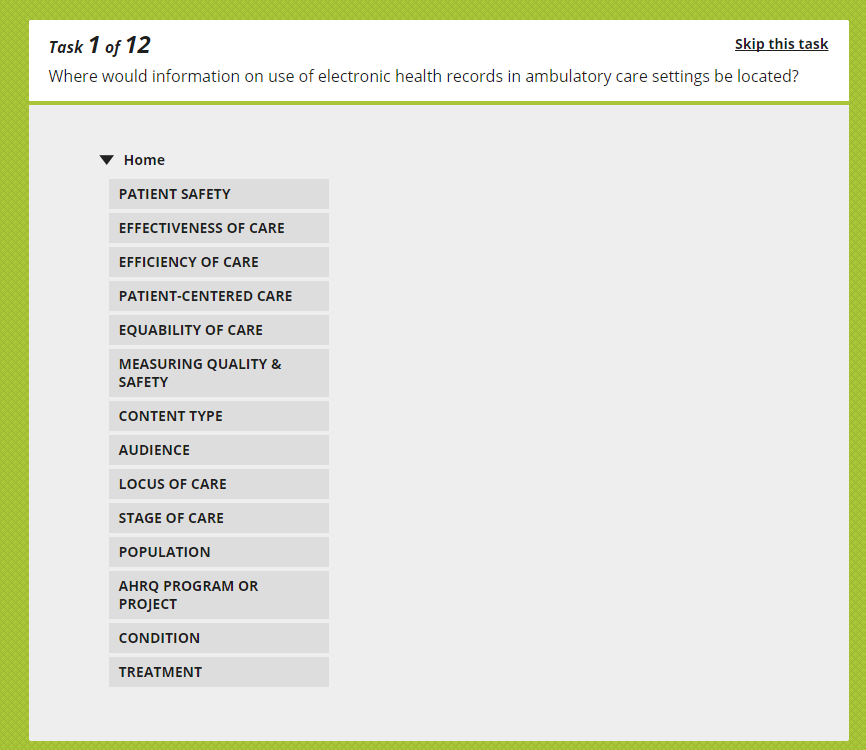 Task 1 of 12
Skip this task
Where would information on use of electronic health records in ambulatory care settings be located?
Home
PATIENT SAFETY
EFFECTIVENESS OF CARE
EFFICIENCY OF CARE
PATIENT-CENTERED CARE
EQUABILITY OF CARE
MEASURING QUALITY &
SAFETY
CONTENT TYPE
AUDIENCE
LOCUS OF CARE
STAGE OF CARE
POPULATION
AHRQ PROGRAM OR
PROJECT
CONDITION
TREATMENT